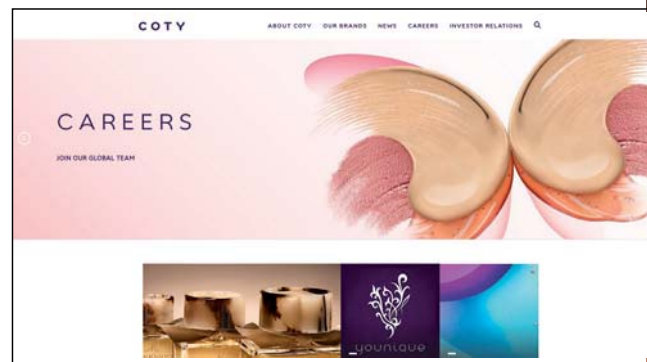 COTY
ABOUT COTY OUR BRANDS NEWS CAREERS INVESTOR RELATIONS
CAREERS
JOIN OUR GLOBAL TEAM
younique